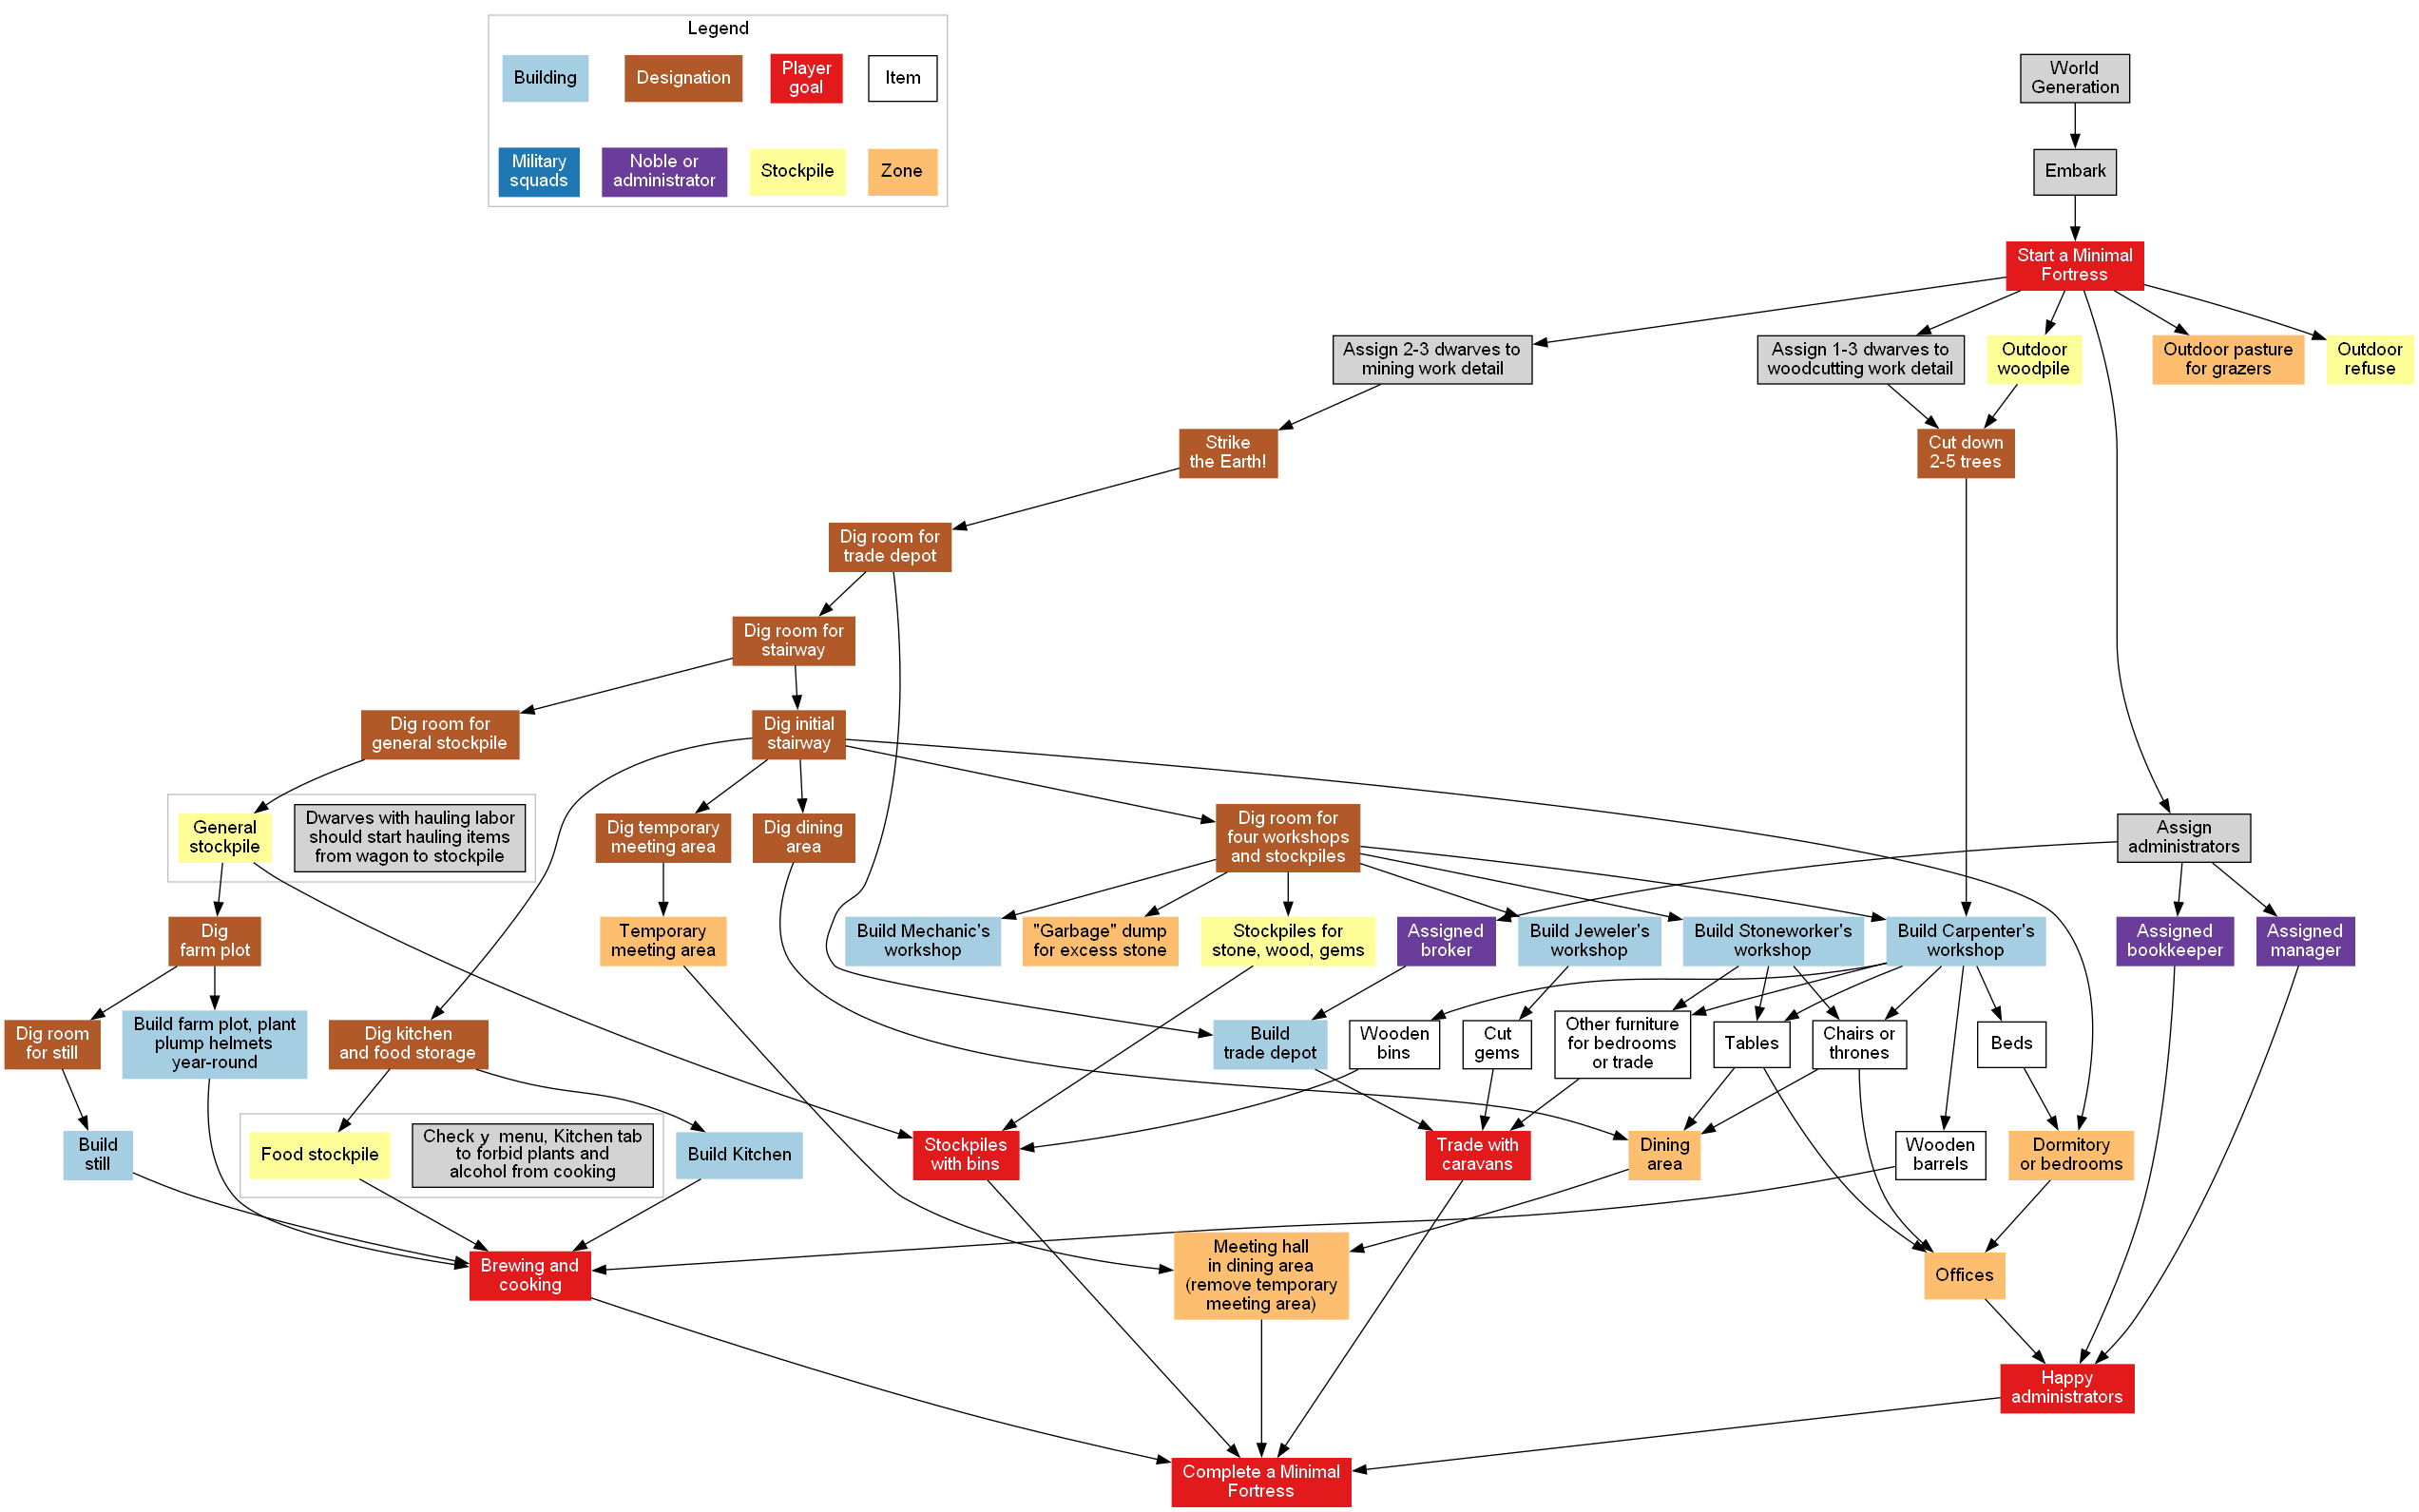 Legend
Building
Designation
Player
goal
Item
Military
squads
Noble or
administrator
Stockpile
Zone
World
Generation
Embark
Start a Minimal
Fortress
Assign 2-3 dwarves to
mining work detail
Assign 1-3 dwarves to
woodcutting work detail
Outdoor
woodpile
Outdoor pasture
for grazers
Outdoor
refuse
Strike
the Earth!
Cut down
2-5 trees
Dig room for
trade depot
Dig room for
stairway
Dig room for
general stockpile
Dig initial
stairway
General
stockpile
Dwarves with hauling labor
should start hauling items
from wagon to stockpile
Dig temporary
meeting area
Dig dining
area
Dig room for
four workshops
and stockpiles
Assign
administrators
Dig
farm plot
Temporary
meeting area
Build Mechanic's
workshop
"Garbage" dump
for excess stone
Stockpiles for
stone, wood, gems
Assigned
broker
Build Jeweler's
workshop
Build Stoneworker's
workshop
Build Carpenter's
workshop
Assigned
bookkeeper
Assigned
manager
Dig room
for still
Build farm plot, plant
plump helmets
year-round
Dig kitchen
and food storage
Build
trade depot
Wooden
bins
Cut
gems
Other furniture
for bedrooms
or trade
Tables
Chairs or
thrones
Beds
Build
still
Food stockpile
Check y menu, Kitchen tab
to forbid plants and
alcohol from cooking
Build Kitchen
Stockpiles
with bins
Trade with
caravans
Dining
area
Wooden
barrels
Dormitory
or bedrooms
Brewing and
cooking
Meeting hall
in dining area
(remove temporary
meeting area)
Offices
Happy
administrators
Complete a Minimal
Fortress